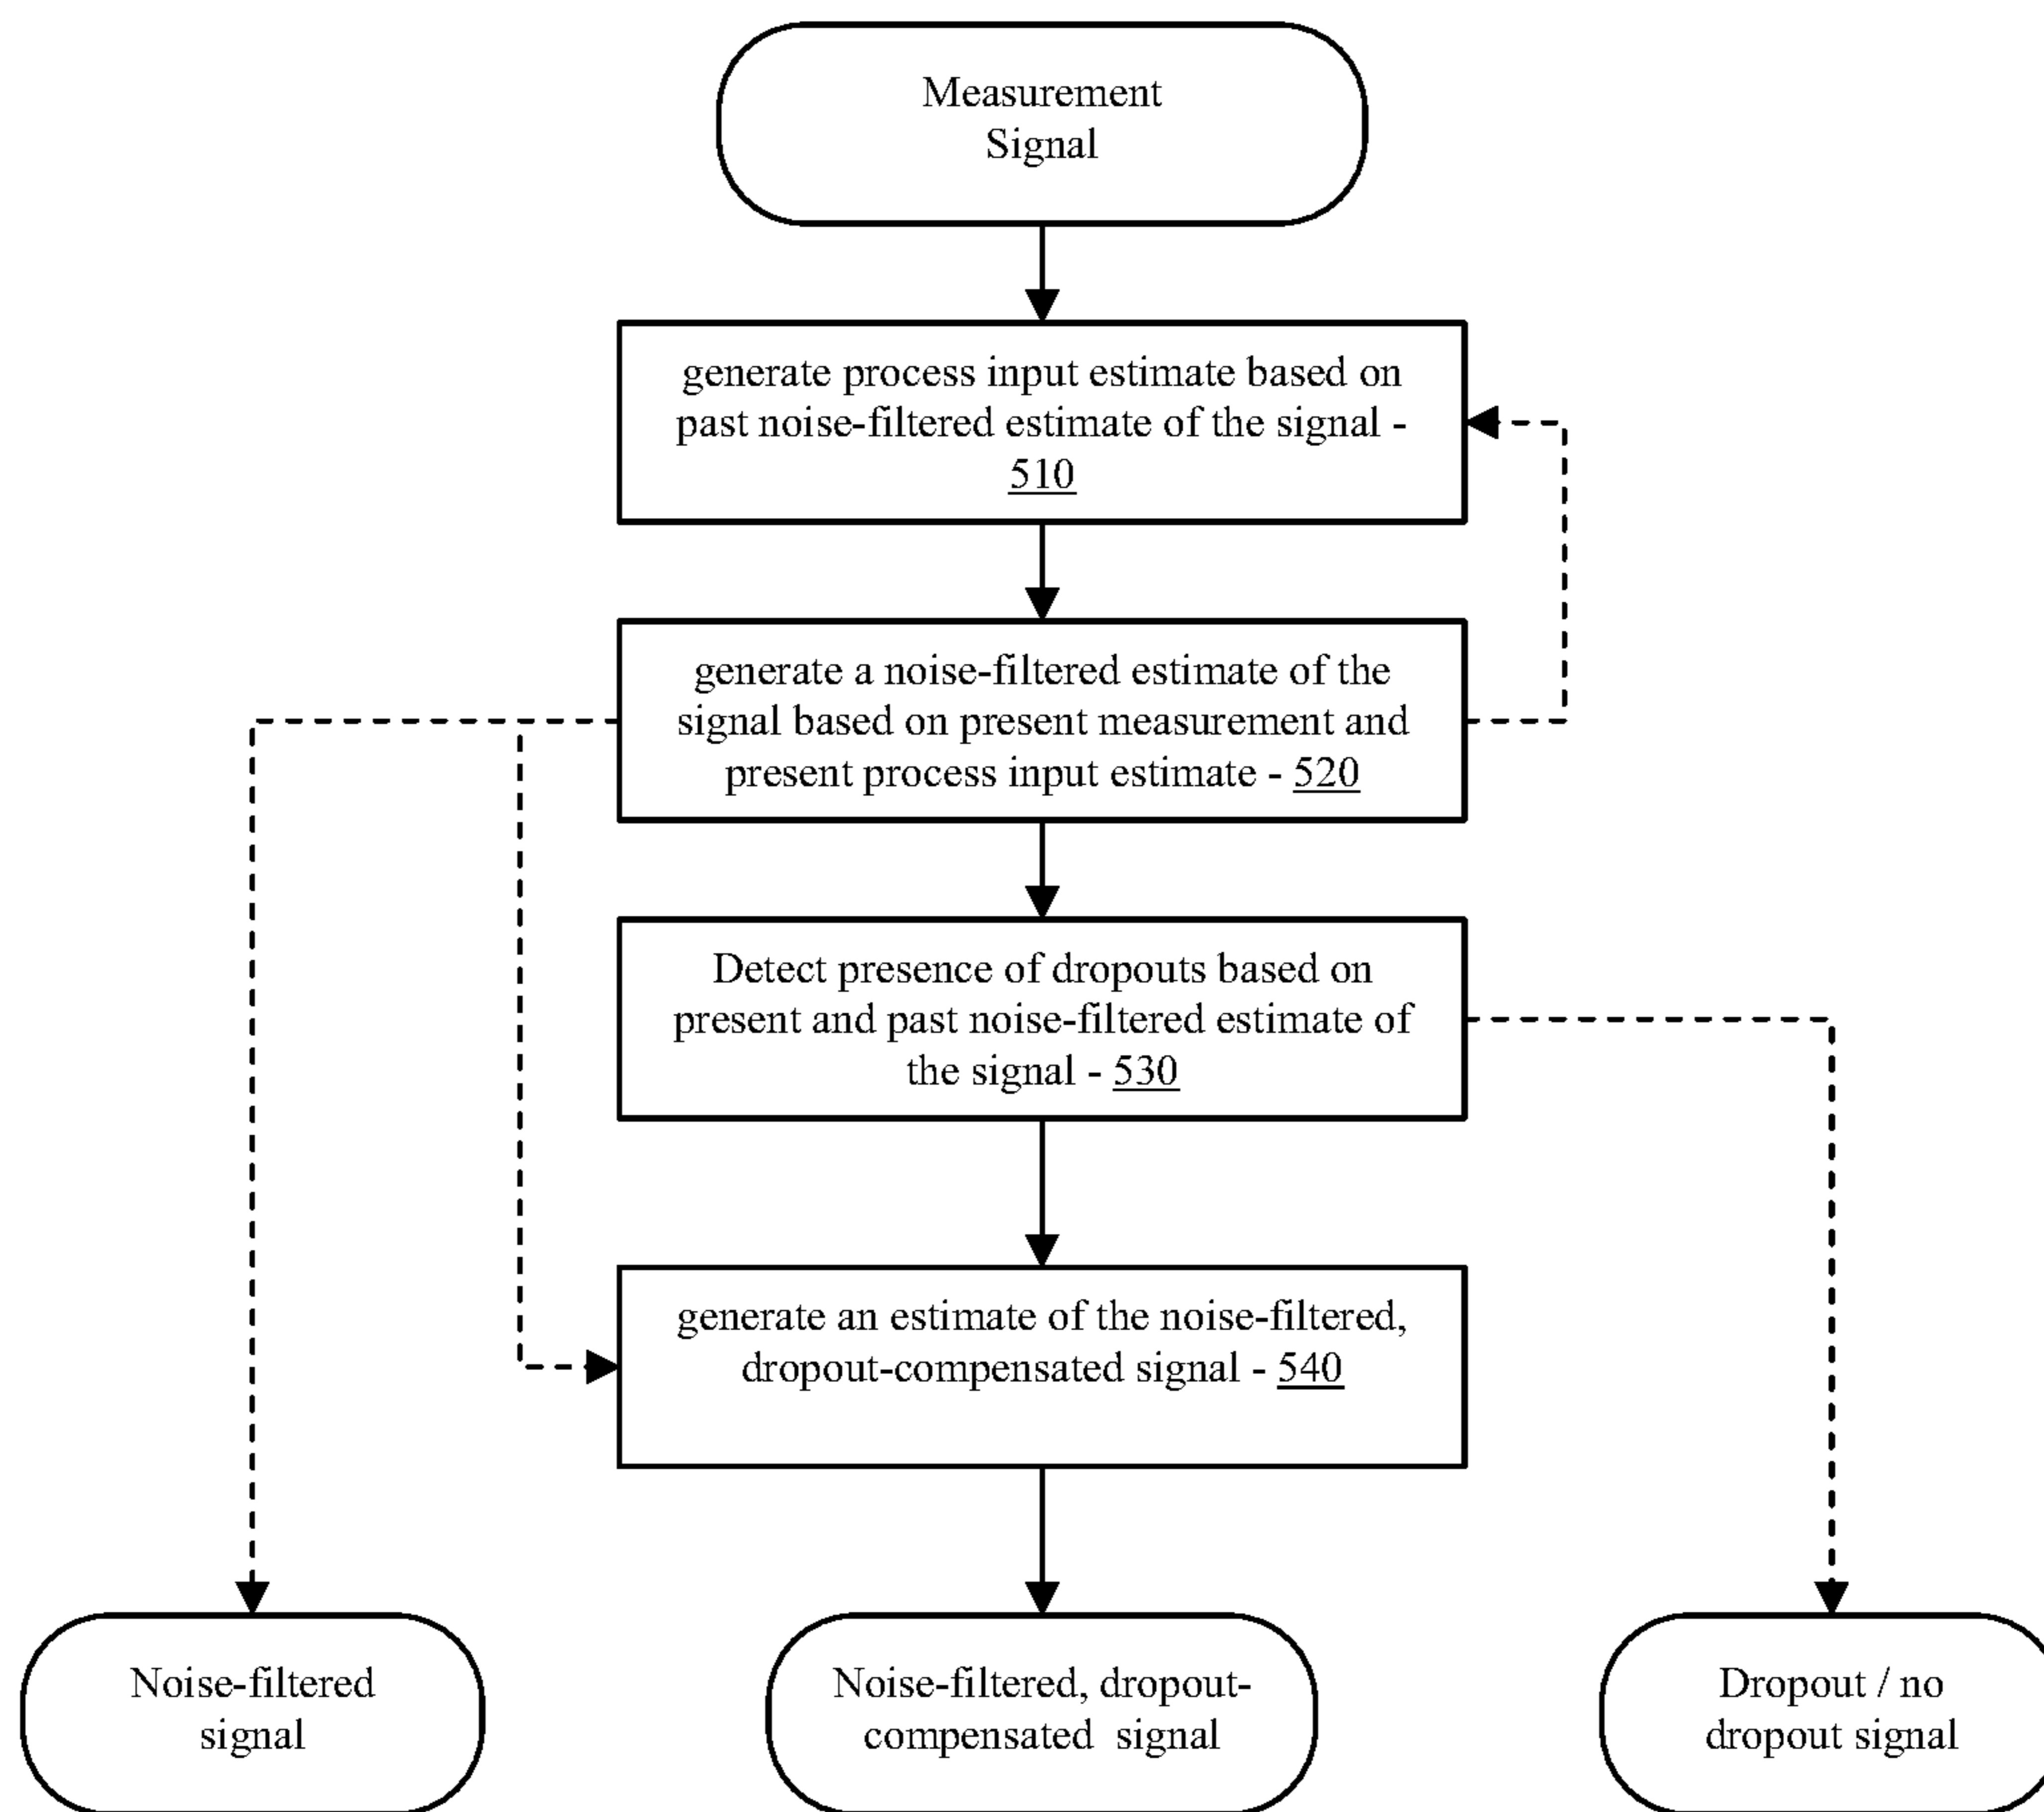 Measurement
Signal
generate process input estimate based on
past noise-filtered estimate of the signal -
510
generate a noise-filtered estimate of the
signal based on present measurement and
present process input estimate - 520
Detect presence of dropouts based on
present and past noise-filtered estimate of
the signal - 530
generate an estimate of the noise-filtered,
dropout-compensated signal - 540
Noise-filtered
signal
Noise-filtered, dropout-
compensated signal
Dropout / no
dropout signal